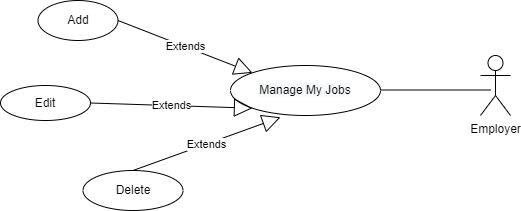 Add
Extends
Edit
Extends
Manage My Jobs
Employer
Extends
Delete